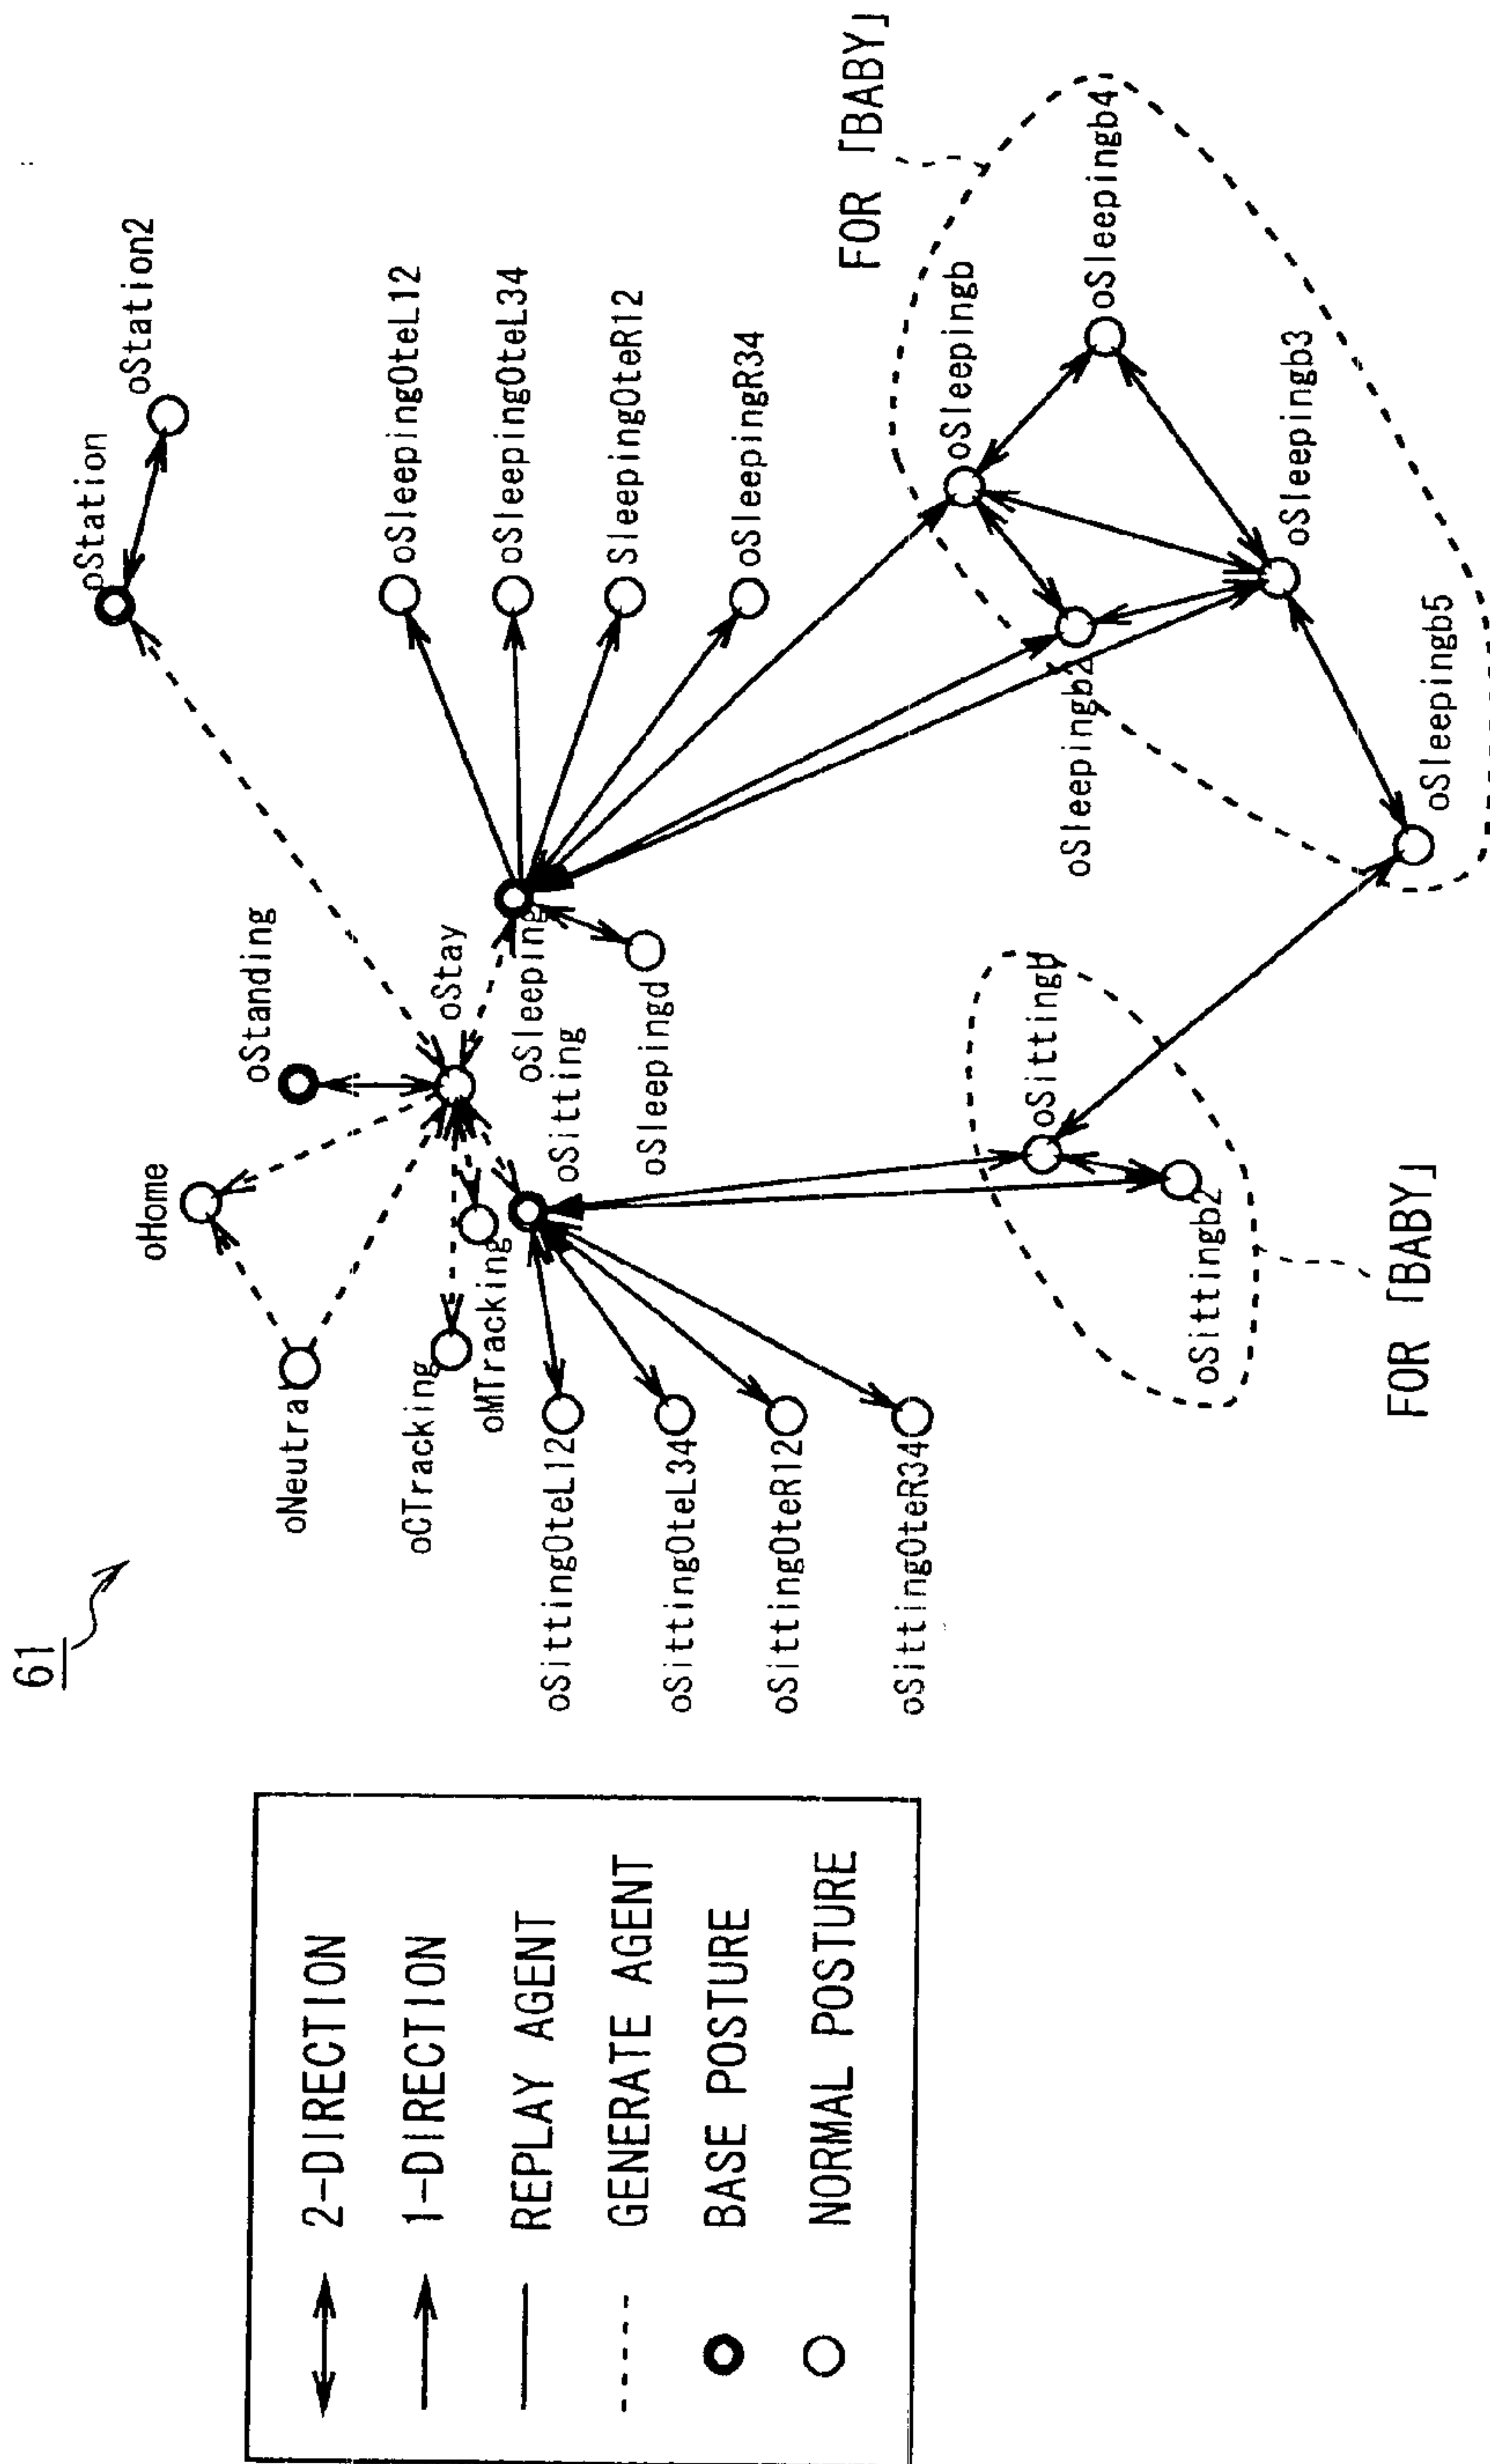 61
2-DIRECTION
1-DIRECTION
REPLAY AGENT
GENERATE AGENT
BASE POSTURE
NORMAL POSTURE
oStation
oStation2
oHome
oStanding
oNeutral
oStay
oCTracking
oMTracking
oSleeping
oSitting
oSleepingd
oSleepingOteL12
oSleepingOteL34
SleepingOteR12
oSleepingR34
oSittingOteL12
oSittingOteL34
oSittingOteR12
oSittingOteR34
FOR 「BABY」
oSleepingb
oSleepingb4
oSleepingb2
oSleepingb3
oSleepingb5
oSittingb
oSittingb2
FOR 「BABY」